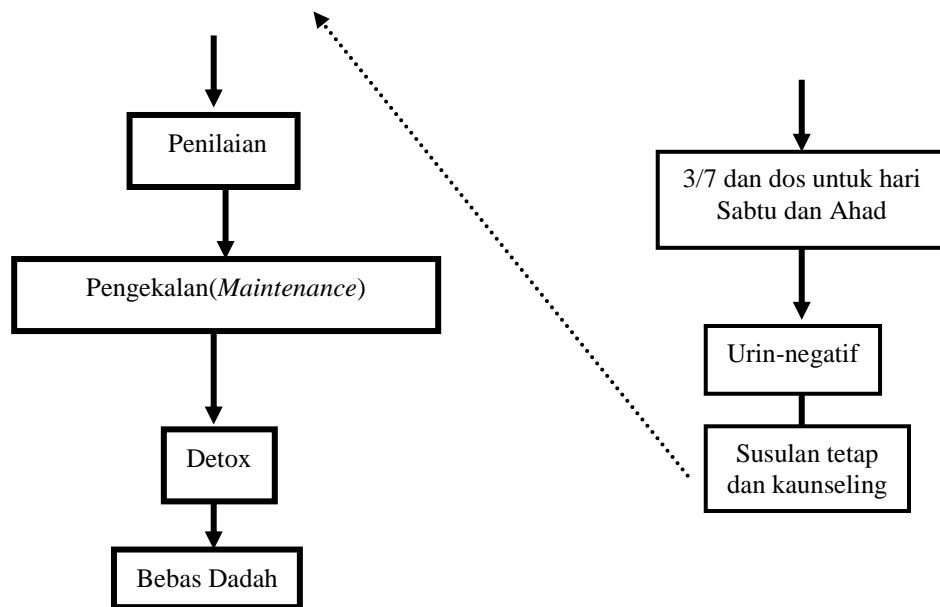 Penilaian
Pengekalan(Maintenance)
Detox
Bebas Dadah
3/7 dan dos untuk hari
Sabtu dan Ahad
Urin-negatif
Susulan tetap
dan kaunseling